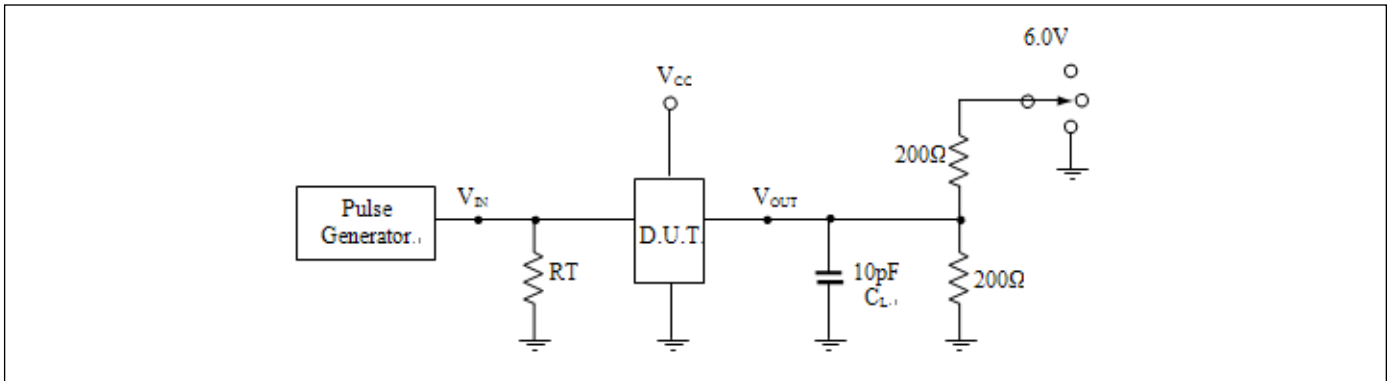 6.0V
VCC
200Ω
Pulse
Generator
VIN
VOUT
D.U.T.
RT
10pF
CL
200Ω